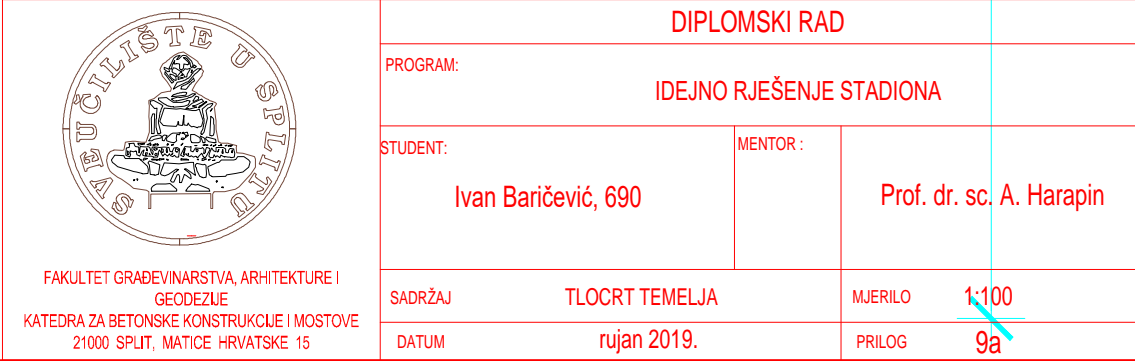 SVEUČILIŠTE U SPLITU
FAKULTET GRAĐEVINARSTVA, ARHITEKTURE I
GEODEZIJE
KATEDRA ZA BETONSKE KONSTRUKCIJE I MOSTOVE
21000 SPLIT, MATICE HRVATSKE 15
DIPLOMSKI RAD
PROGRAM:
IDEJNO RJEŠENJE STADIONA
STUDENT:
Ivan Baričević, 690
MENTOR :
Prof. dr. sc. A. Harapin
SADRŽAJ
TLOCRT TEMELJA
MJERILO
1:100
DATUM
rujan 2019.
PRILOG
9a